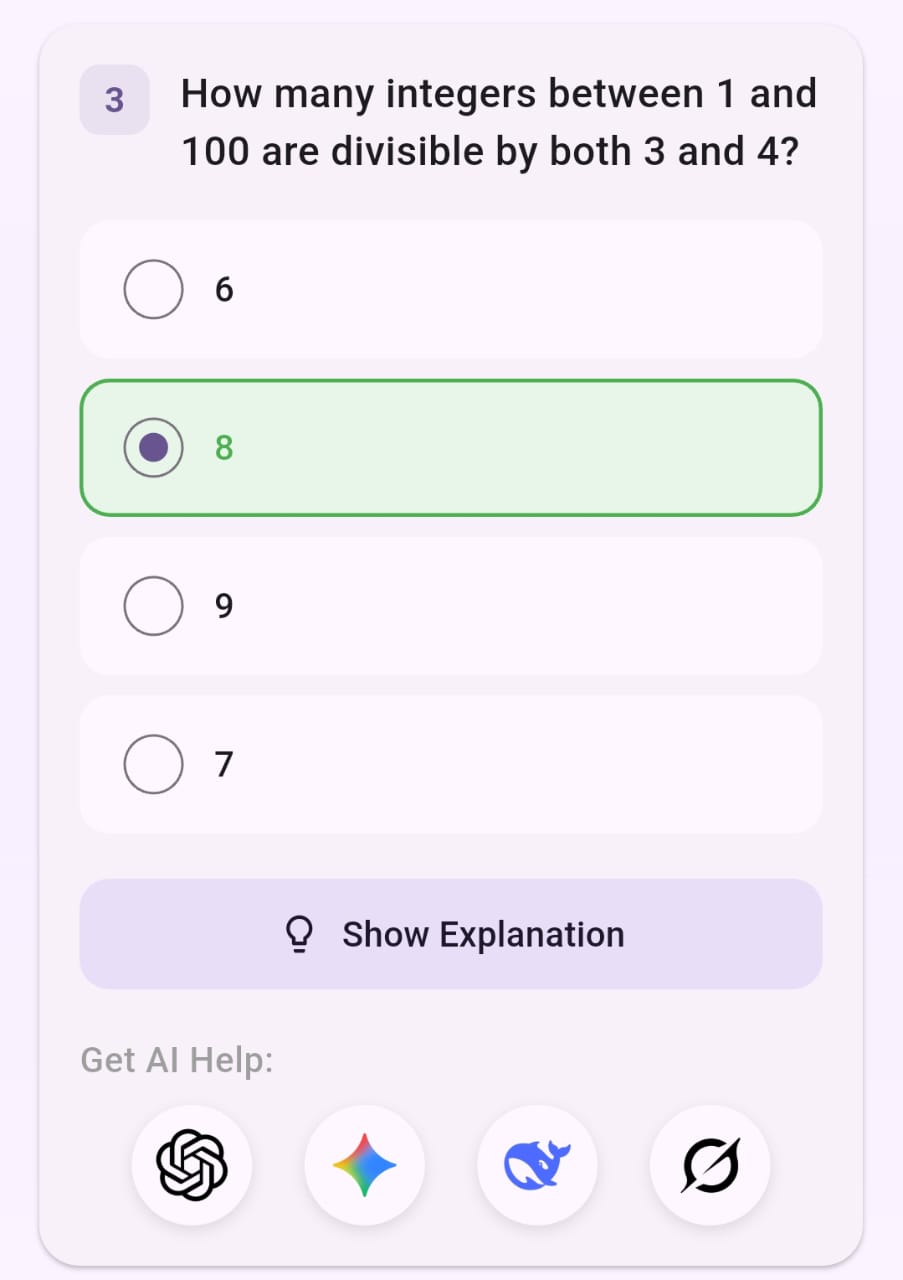 3
How many integers between 1 and
100 are divisible by both 3 and 4?
6
8
9
7
Show Explanation
Get AI Help: